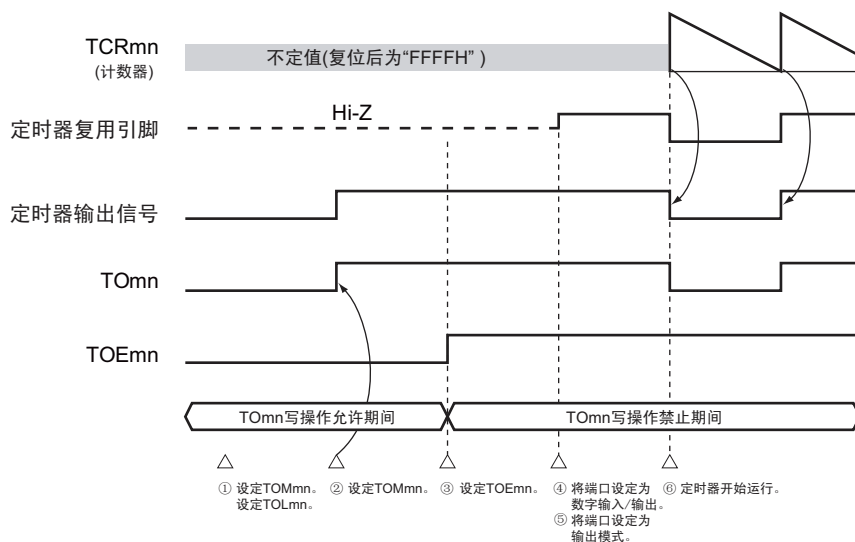 TCRmn
(计数器)
不定值(复位后为“FFFFH” )
定时器复用引脚
Hi-Z
定时器输出信号
TOmn
TOEmn
TOmn写操作允许期间
TOmn写操作禁止期间
① 设定TOMmn。
设定TOLmn。
② 设定TOMmn。
③ 设定TOEmn。
④ 将端口设定为
数字输入/输出。
⑤ 将端口设定为
输出模式。
⑥ 定时器开始运行。